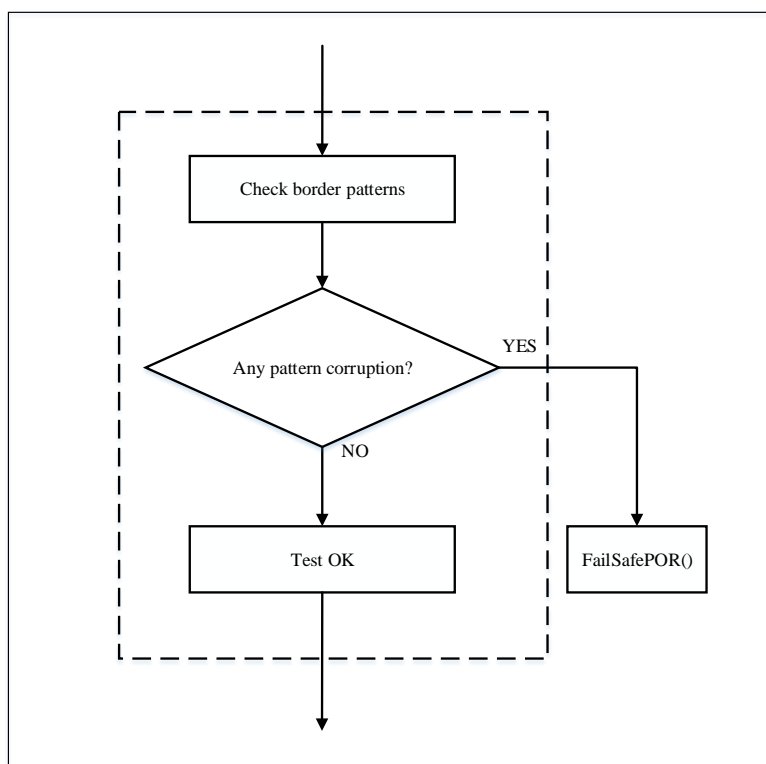 Check border patterns
Any pattern corruption?
YES
NO
Test OK
FailSafePOR()